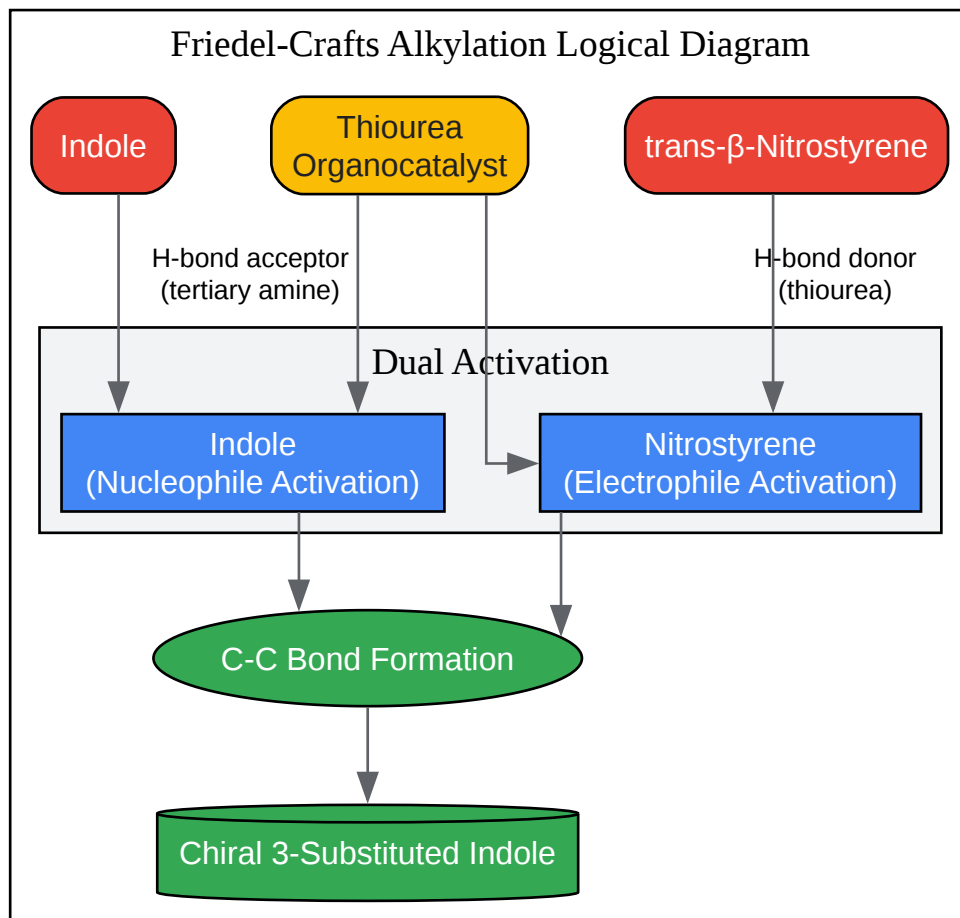 Friedel-Crafts Alkylation Logical Diagram
Indole
Thiourea
Organocatalyst
trans-β-Nitrostyrene
H-bond acceptor
(tertiary amine)
H-bond donor
(thiourea)
Dual Activation
Indole
(Nucleophile Activation)
Nitrostyrene
(Electrophile Activation)
C-C Bond Formation
Chiral 3-Substituted Indole